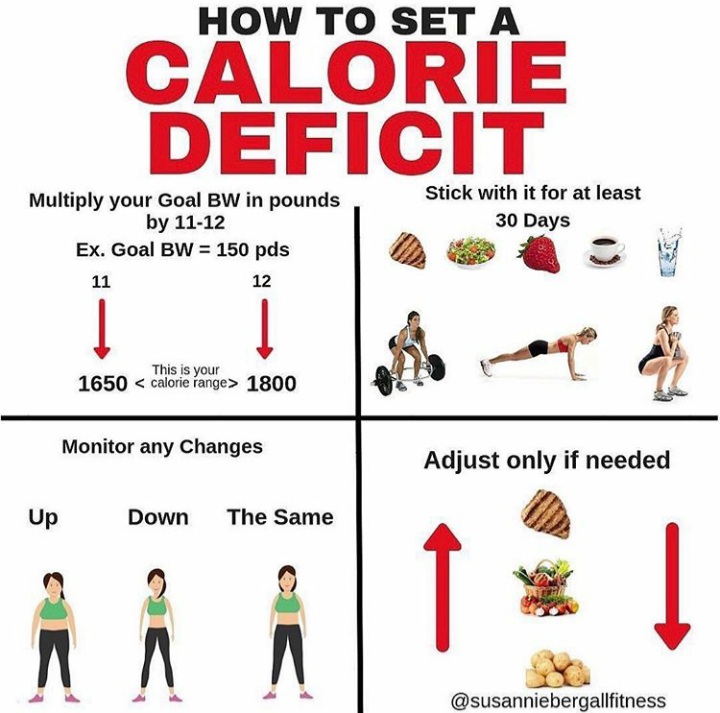 HOW TO SET A
CALORIE
DEFICIT
Multiply your Goal BW in pounds
by 11-12
Ex. Goal BW = 150 pds
11 12
This is your
1650 < calorie range> 1800
Stick with it for at least
30 Days
Monitor any Changes
Up Down The Same
Adjust only if needed
@susanniebergallfitness